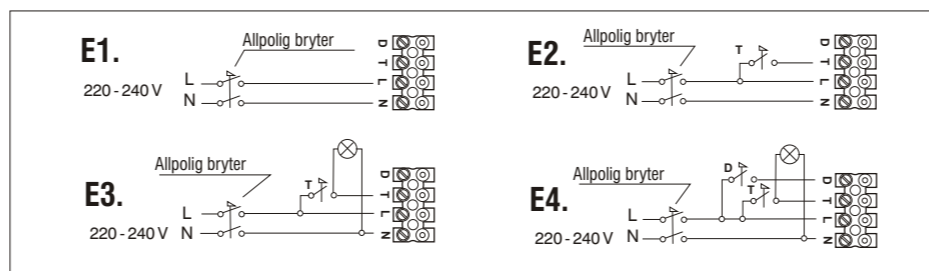 E1.
Allpolig bryter
L
N
220 - 240 V
D
T
L
N
E2.
Allpolig bryter
T
L
N
220 - 240 V
D
T
L
N
E3.
Allpolig bryter
T
L
N
220 - 240 V
D
T
L
N
E4.
Allpolig bryter
D
T
L
N
220 - 240 V
D
T
L
N